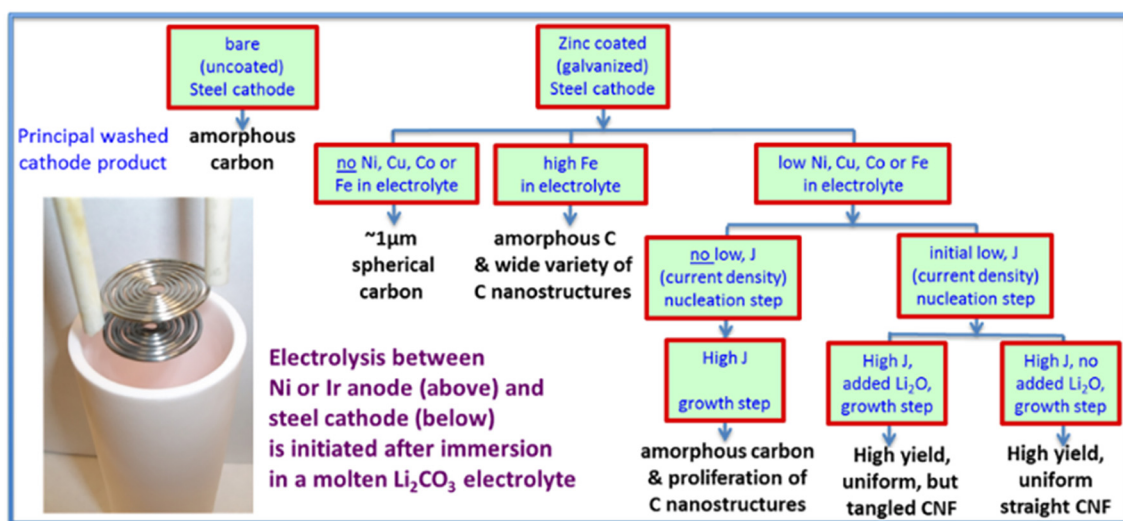 bare
(uncoated)
Steel cathode
Zinc coated
(galvanized)
Steel cathode
Principal washed
cathode product
amorphous
carbon
no Ni, Cu, Co or
Fe in electrolyte
high Fe
in electrolyte
low Ni, Cu, Co or Fe
in electrolyte
~1µm
spherical
carbon
amorphous C
& wide variety of
C nanostructures
no low, J
(current density)
nucleation step
initial low, J
(current density)
nucleation step
High J
growth step
High J,
added Li₂O,
growth step
High J, no
added Li₂O,
growth step
amorphous carbon
& proliferation of
C nanostructures
High yield,
uniform, but
tangled CNF
High yield,
uniform
straight CNF
Electrolysis between
Ni or Ir anode (above) and
steel cathode (below)
is initiated after immersion
in a molten Li₂CO₃ electrolyte